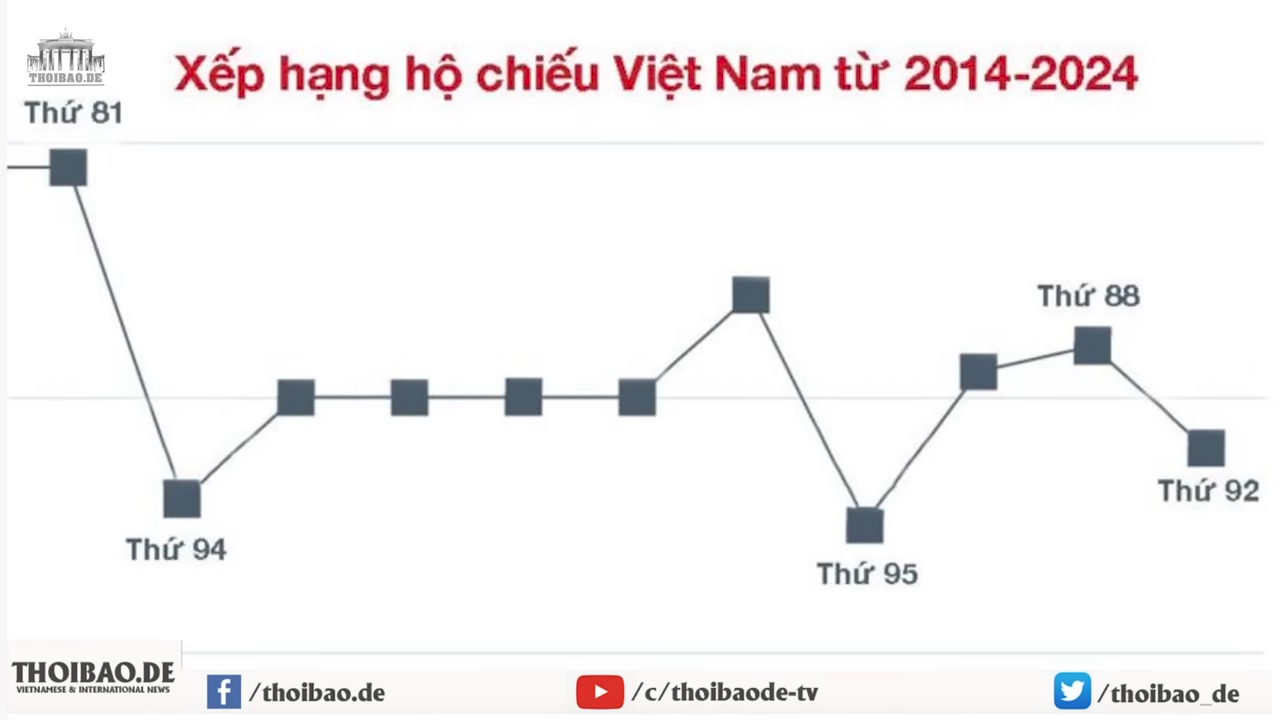 THOIBAO.DE
Xếp hạng hộ chiếu Việt Nam từ 2014-2024
Thứ 81
Thứ 88
Thứ 92
Thứ 94
Thứ 95
THOIBAO.DE
VIETNAMESE & INTERNATIONAL NEWS
/thoibao.de
/c/thoibaode-tv
/thoibao_de